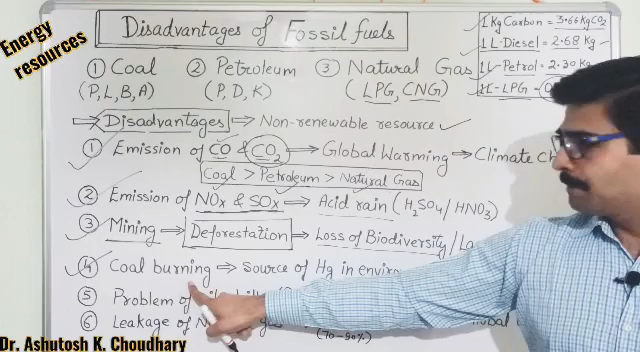 Energy
resources
Disadvantages of Fossil fuels
1 Kg Carbon = 3.66 Kg CO2
1 L Diesel = 2.68 Kg
1L Petrol = 2.30 Kg
1L LPG =
① Coal ② Petroleum ③ Natural Gas
(P, L, B, A) (P, D, K) (LPG, CNG)
Disadvantages ⇒ Non-renewable resource ✓
① Emission of CO & CO2 ⇒ Global Warming → Climate
Coal > Petroleum > Natural Gas
② Emission of NOx & SOx ⇒ Acid rain (H2SO4/HNO3)
③ Mining → Deforestation → Loss of Biodiversity/
④ Coal burning ⇒ source of Hg in
⑤ Problem of
⑥ Leakage of
(70-90%)
Dr. Ashutosh K. Choudhary